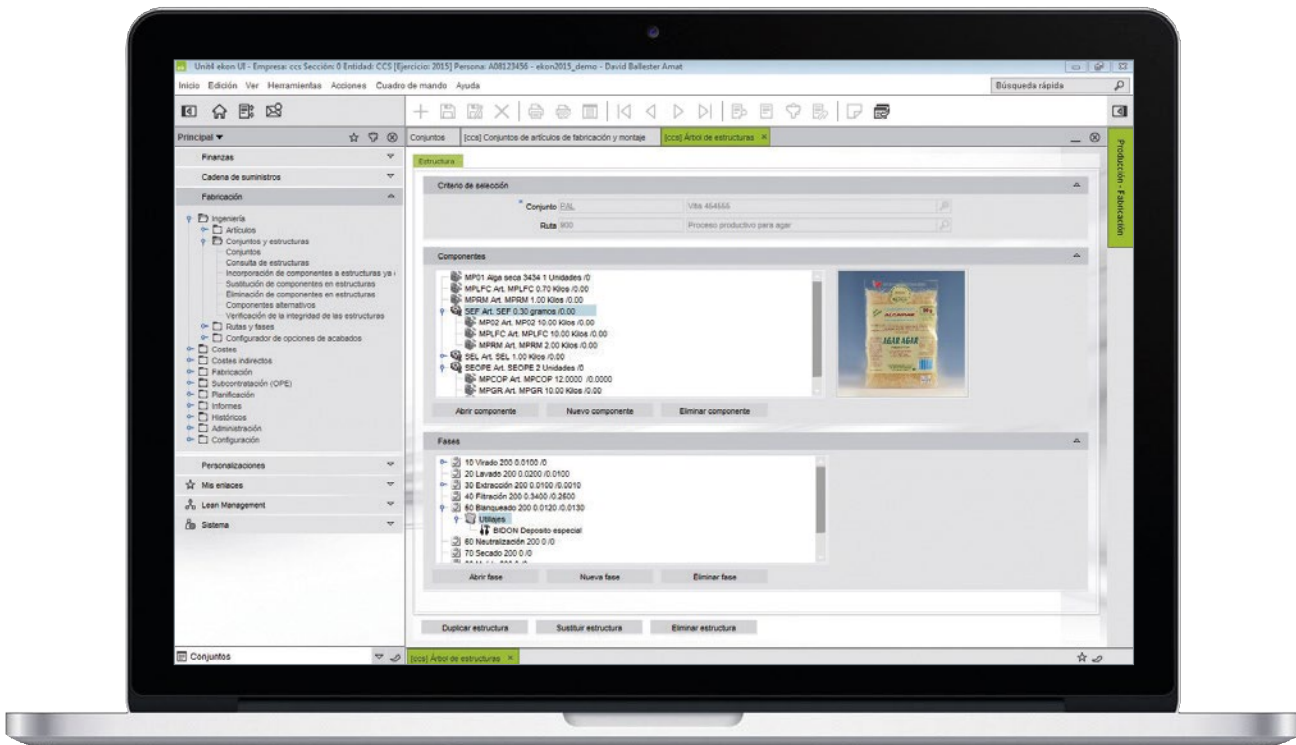 Unit4 ekon UI - Empresa: ccs Sección: 0 Entidad: CCS [Ejercicio: 2015] Persona: A08123456 - ekon2015_demo - David Ballester Amat
Inicio Edición Ver Herramientas Acciones Cuadro de mando Ayuda
Búsqueda rápida
Principal
Conjuntos
[ccs] Conjuntos de artículos de fabricación y montaje
[ccs] Árbol de estructuras
Producción - Fabricación
Finanzas
Cadena de suministros
Fabricación
Ingeniería
Artículos
Conjuntos y estructuras
Conjuntos
Consulta de estructuras
Incorporación de componentes a estructuras ya
Sustitución de componentes en estructuras
Eliminación de componentes en estructuras
Componentes alternativos
Verificación de la integridad de las estructuras
Rutas y fases
Configurador de opciones de acabados
Costes
Costes indirectos
Fabricación
Subcontratación (OPE)
Planificación
Informes
Históricos
Administración
Configuración
Personalizaciones
Mis enlaces
Lean Management
Sistema
Conjuntos
Estructura
Criterio de selección
* Conjunto PAL Vitis 454555
Ruta 800 Proceso productivo para agar
Componentes
MP01 Alga seca 3434 1 Unidades /0
MPLFC Art. MPLFC 0.70 Kilos /0.00
MPRM Art. MPRM 1.00 Kilos /0.00
SEF Art. SEF 0.30 gramos /0.00
MP02 Art. MP02 10.00 Kilos /0.00
MPLFC Art. MPLFC 10.00 Kilos /0.00
MPRM Art. MPRM 2.00 Kilos /0.00
SEL Art. SEL 1.00 Kilos /0.00
SEOPE Art. SEOPE 2 Unidades /0
MPCOP Art. MPCOP 12.0000 /0.0000
MPGR Art. MPGR 10.00 Kilos /0.00
AGAR AGAR
Abrir componente Nuevo componente Eliminar componente
Fases
10 Virado 200 0.0100 /0
20 Lavado 200 0.0200 /0.0100
30 Extracción 200 0.0100 /0.0010
40 Filtración 200 0.3400 /0.2500
50 Blanqueado 200 0.0120 /0.0130
Utillajes
BIDON Deposito especial
60 Neutralización 200 0 /0
70 Secado 200 0 /0
Abrir fase Nueva fase Eliminar fase
Duplicar estructura Sustituir estructura Eliminar estructura
[ccs] Árbol de estructuras